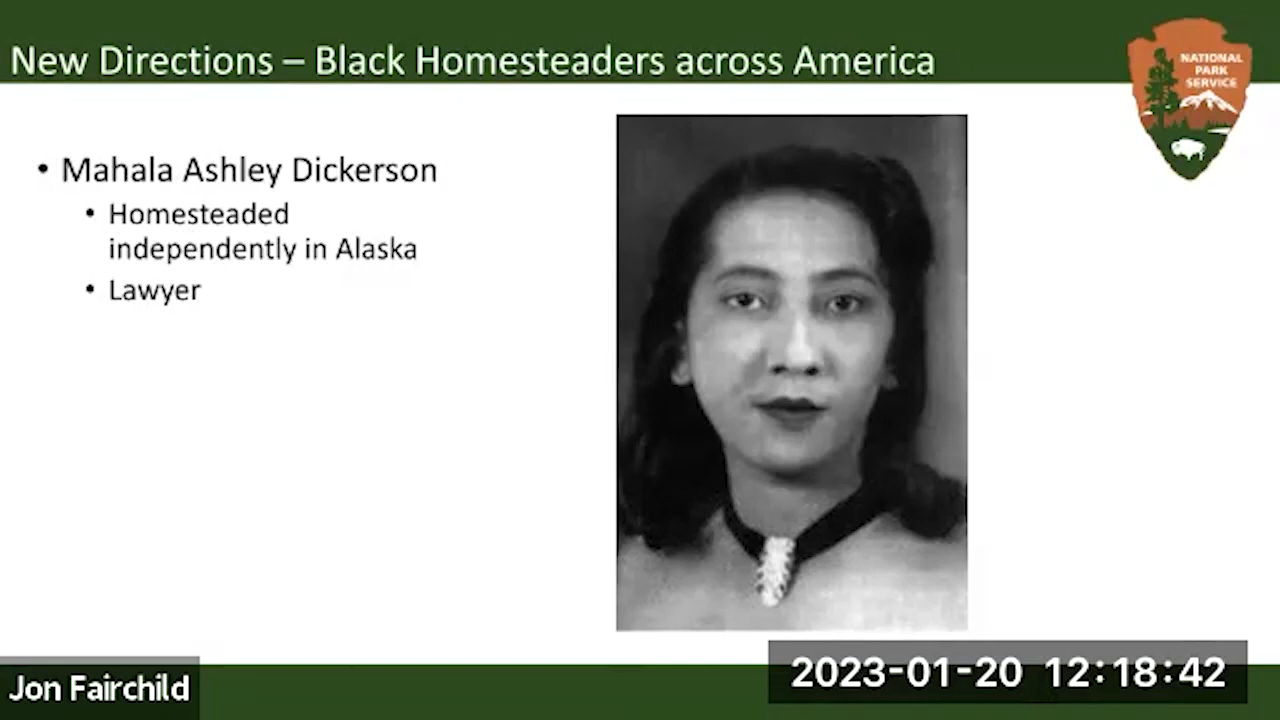 New Directions – Black Homesteaders across America
NATIONAL
PARK
SERVICE
• Mahala Ashley Dickerson
• Homesteaded
independently in Alaska
• Lawyer
Jon Fairchild
2023-01-20 12:18:42